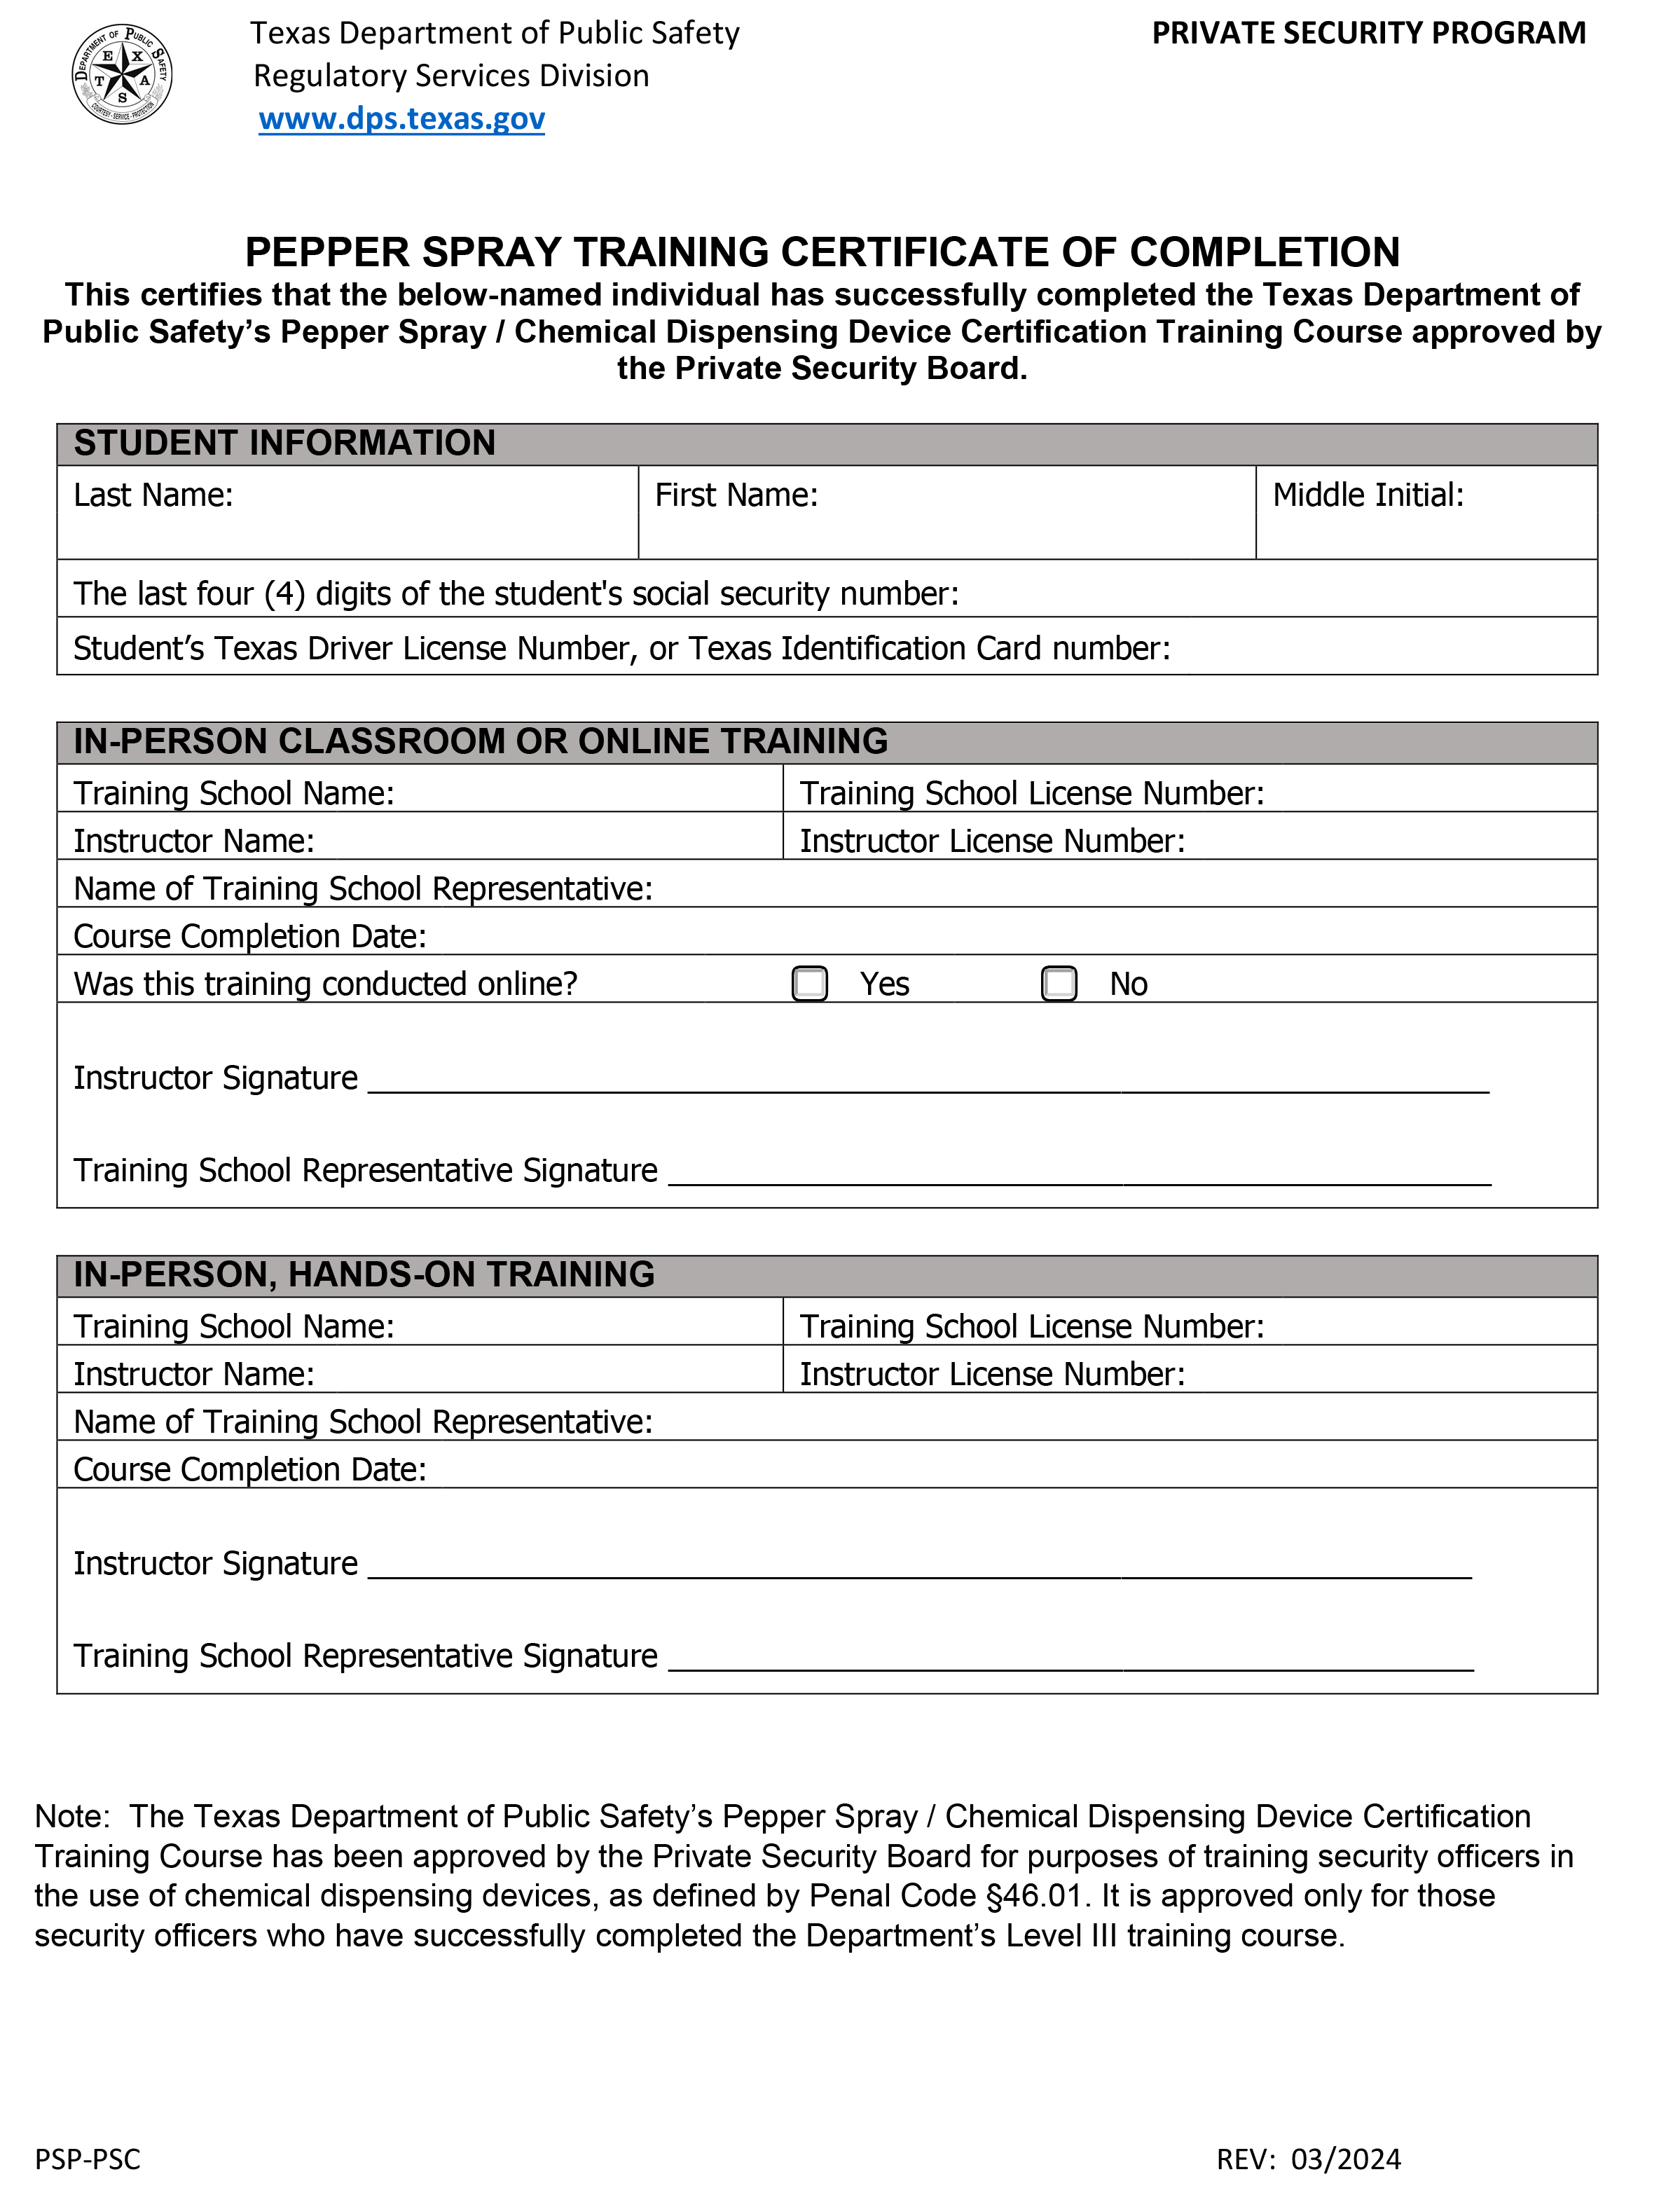 DEPARTMENT OF PUBLIC SAFETY
TEXAS
COURTESY · SERVICE · PROTECTION
Texas Department of Public Safety
PRIVATE SECURITY PROGRAM
Regulatory Services Division
www.dps.texas.gov
PEPPER SPRAY TRAINING CERTIFICATE OF COMPLETION
This certifies that the below-named individual has successfully completed the Texas Department of
Public Safety’s Pepper Spray / Chemical Dispensing Device Certification Training Course approved by
the Private Security Board.
STUDENT INFORMATION
Last Name: First Name: Middle Initial:
The last four (4) digits of the student's social security number:
Student’s Texas Driver License Number, or Texas Identification Card number:
IN-PERSON CLASSROOM OR ONLINE TRAINING
Training School Name: Training School License Number:
Instructor Name: Instructor License Number:
Name of Training School Representative:
Course Completion Date:
Was this training conducted online? Yes No
Instructor Signature
Training School Representative Signature
IN-PERSON, HANDS-ON TRAINING
Training School Name: Training School License Number:
Instructor Name: Instructor License Number:
Name of Training School Representative:
Course Completion Date:
Instructor Signature
Training School Representative Signature
Note: The Texas Department of Public Safety’s Pepper Spray / Chemical Dispensing Device Certification
Training Course has been approved by the Private Security Board for purposes of training security officers in
the use of chemical dispensing devices, as defined by Penal Code §46.01. It is approved only for those
security officers who have successfully completed the Department’s Level III training course.
PSP-PSC REV: 03/2024